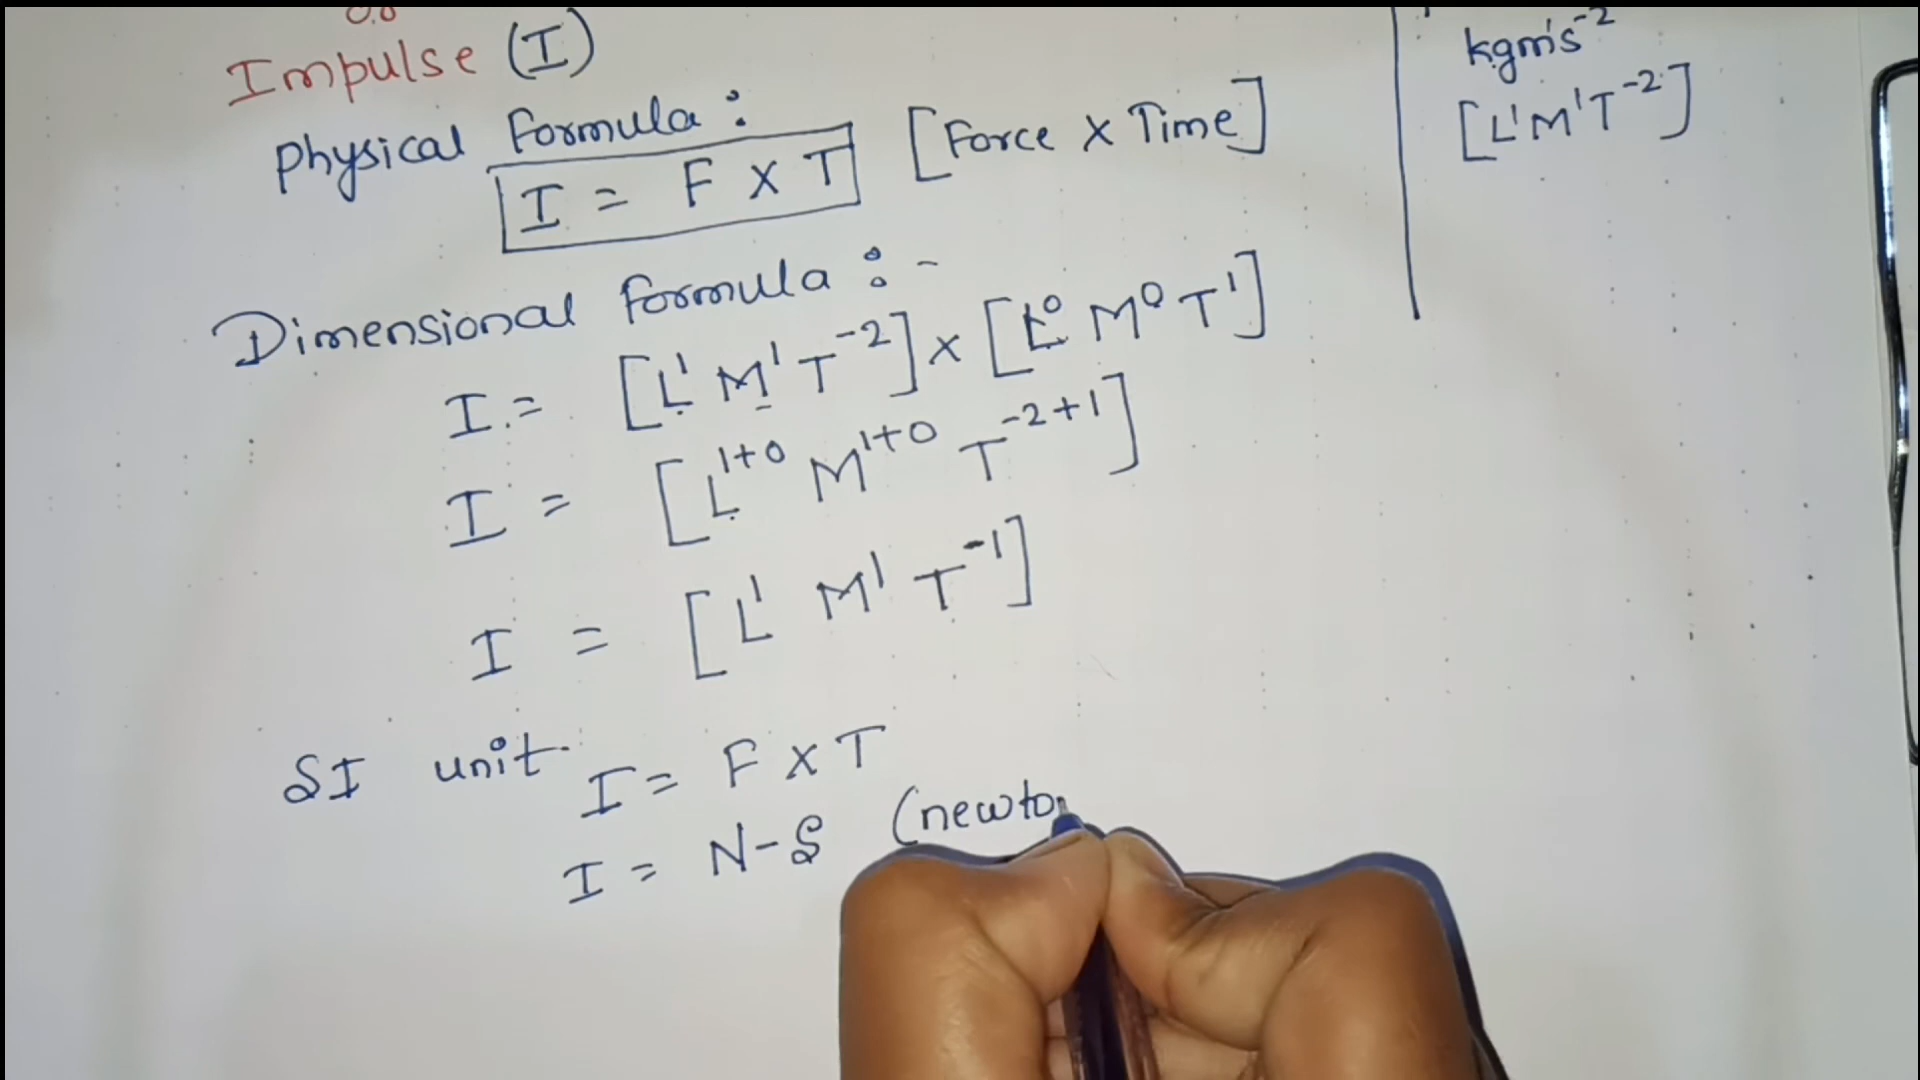 Impulse (I)
Physical Formula :
I = F X T [Force X Time]
Dimensional formula : -
I = [L¹ M¹ T⁻²] x [L⁰ M⁰ T¹]
I = [L¹⁺⁰ M¹⁺⁰ T⁻²⁺¹]
I = [L¹ M¹ T⁻¹]
SI unit I = F X T
I = N-S (newto
kgm¹s⁻²
[L¹M¹T⁻²]